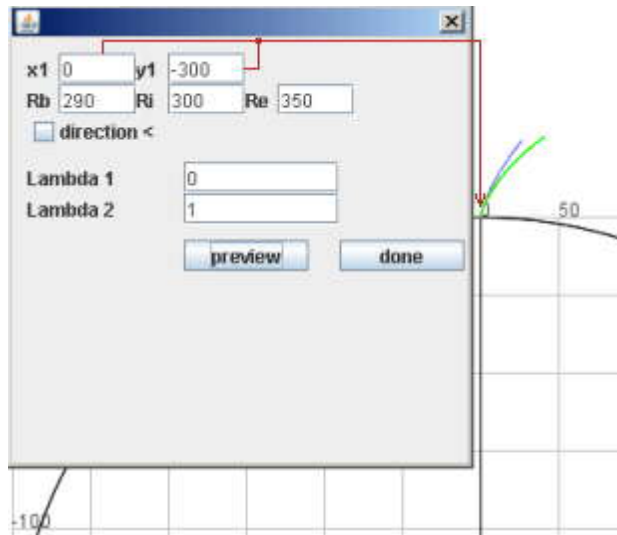 x1 0 y1 -300
Rb 290 Ri 300 Re 350
direction <
Lambda 1 0
Lambda 2 1
preview done
0 50
-100